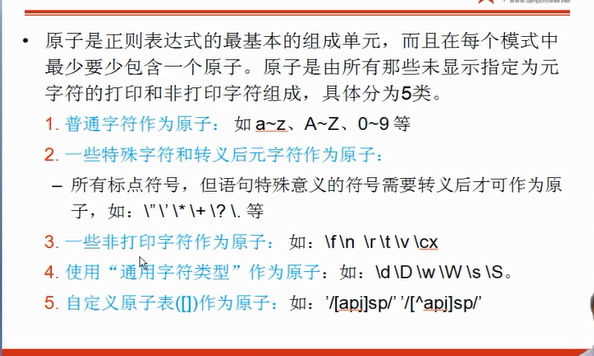 • 原子是正则表达式的最基本的组成单元，而且在每个模式中
最少要少包含一个原子。原子是由所有那些未显示指定为元
字符的打印和非打印字符组成，具体分为5类。
1. 普通字符作为原子： 如 a~z、A~Z、0~9 等
2. 一些特殊字符和转义后元字符作为原子：
– 所有标点符号，但语句特殊意义的符号需要转义后才可作为原
子，如：\" \' \* \+ \? \. 等
3. 一些非打印字符作为原子： 如：\f \n \r \t \v \cx
4. 使用“通用字符类型”作为原子：如：\d \D \w \W \s \S。
5. 自定义原子表([])作为原子：如：'/[apj]sp/' '/[^apj]sp/'